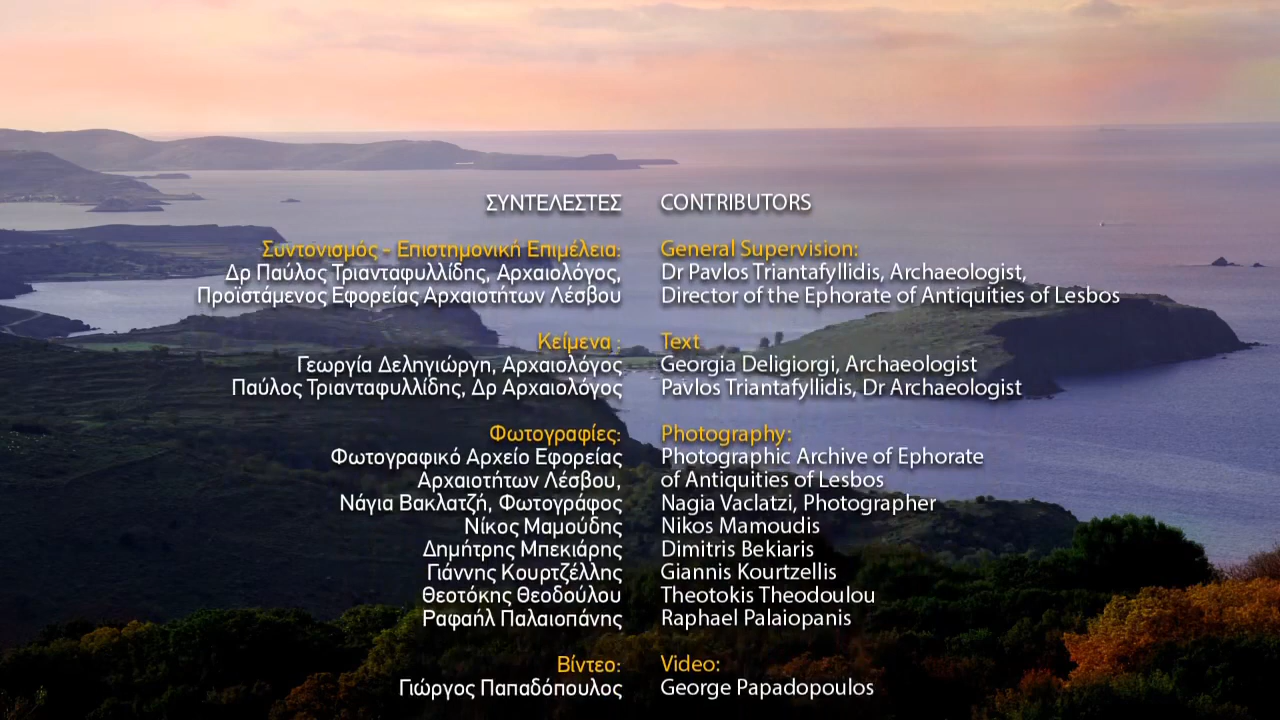 ΣΥΝΤΕΛΕΣΤΕΣ CONTRIBUTORS
Συντονισμός - Επιστημονική Επιμέλεια: General Supervision:
Δρ Παύλος Τριανταφυλλίδης, Αρχαιολόγος, Dr Pavlos Triantafyllidis, Archaeologist,
Προϊστάμενος Εφορείας Αρχαιοτήτων Λέσβου Director of the Ephorate of Antiquities of Lesbos
Κείμενα : Text
Γεωργία Δεληγιώργη, Αρχαιολόγος Georgia Deligiorgi, Archaeologist
Παύλος Τριανταφυλλίδης, Δρ Αρχαιολόγος Pavlos Triantafyllidis, Dr Archaeologist
Φωτογραφίες: Photography:
Φωτογραφικό Αρχείο Εφορείας Photographic Archive of Ephorate
Αρχαιοτήτων Λέσβου, of Antiquities of Lesbos
Νάγια Βακλατζή, Φωτογράφος Nagia Vaclatzi, Photographer
Νίκος Μαμούδης Nikos Mamoudis
Δημήτρης Μπεκιάρης Dimitris Bekiaris
Γιάννης Κουρτζέλλης Giannis Kourtzellis
Θεοτόκης Θεοδούλου Theotokis Theodoulou
Ραφαήλ Παλαιοπάνης Raphael Palaiopanis
Βίντεο: Video:
Γιώργος Παπαδόπουλος George Papadopoulos